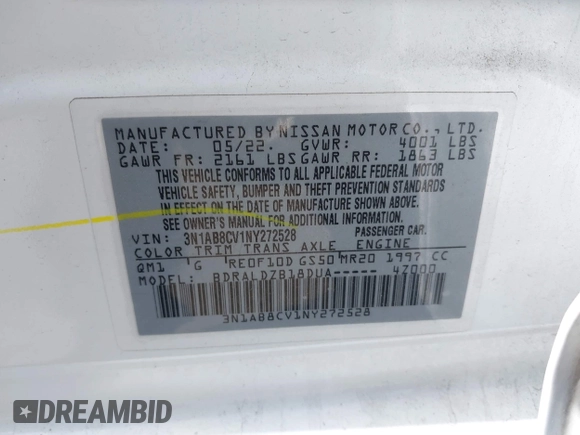 MANUFACTURED BY NISSAN MOTOR CO., LTD.
DATE: 05/22 GVWR: 4001 LBS
GAWR FR: 2161 LBS GAWR RR: 1863 LBS
THIS VEHICLE CONFORMS TO ALL APPLICABLE FEDERAL MOTOR
VEHICLE SAFETY, BUMPER AND THEFT PREVENTION STANDARDS
IN EFFECT ON THE DATE OF MANUFACTURE SHOWN ABOVE.
SEE OWNER'S MANUAL FOR ADDITIONAL INFORMATION.
VIN: 3N1AB8CV1NY272528 PASSENGER CAR.
COLOR TRIM TRANS AXLE ENGINE
QM1 G RE0F10D GS50 MR20 1997 CC
MODEL: BDRALDZB18DUA----- 4Z000
3N1AB8CV1NY272528
DREAMBID